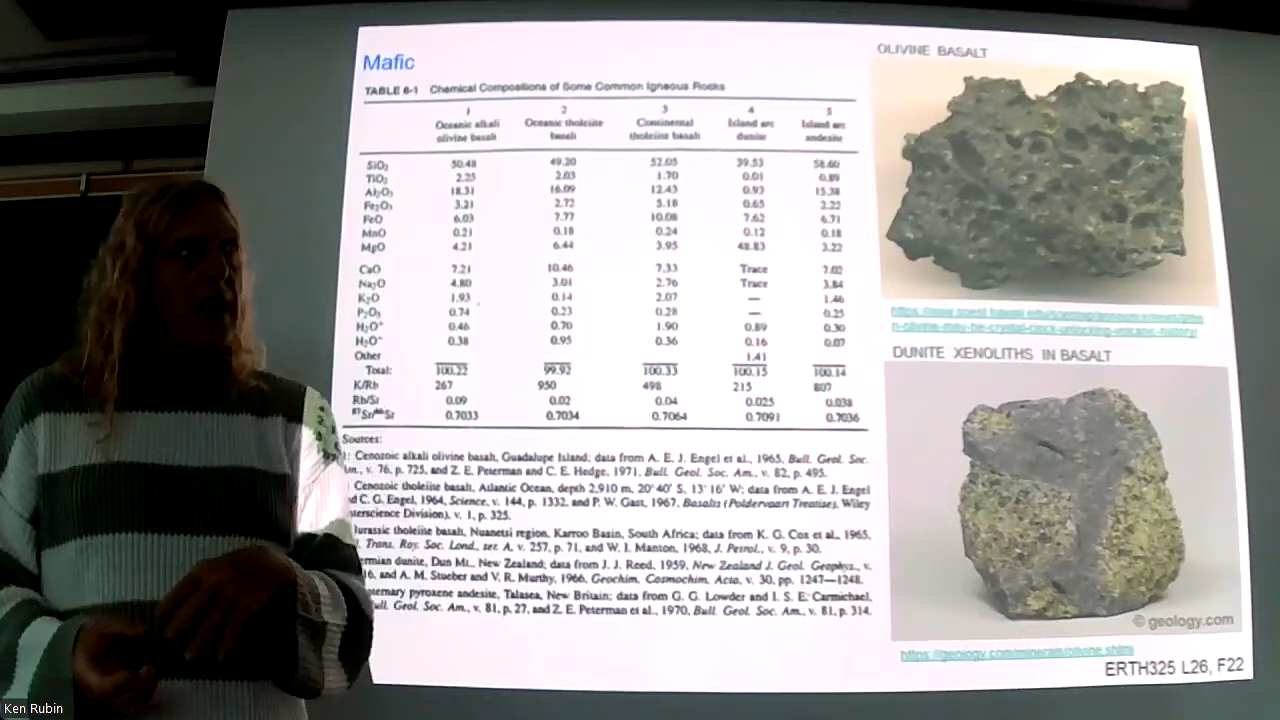 Mafic
TABLE 6-1 Chemical Compositions of Some Common Igneous Rocks
1 2 3 4 5
Oceanic alkali Oceanic tholeiite Continental Island arc Island arc
olivine basalt basalt tholeiite basalt dunite andesite
SiO₂ 50.48 49.20 52.05 39.53 58.60
TiO₂ 2.25 2.03 1.70 0.01 0.89
Al₂O₃ 18.31 16.09 12.43 0.93 15.38
Fe₂O₃ 3.21 2.72 5.18 0.65 2.22
FeO 6.03 7.77 10.08 7.62 6.71
MnO 0.21 0.18 0.24 0.12 0.18
MgO 4.21 6.44 3.95 48.83 3.22
CaO 7.21 10.46 7.33 Trace 7.02
Na₂O 4.80 3.01 2.76 Trace 3.84
K₂O 1.93 0.14 2.07 — 1.46
P₂O₅ 0.74 0.23 0.28 — 0.25
H₂O⁺ 0.46 0.70 1.90 0.89 0.30
H₂O⁻ 0.38 0.95 0.36 0.16 0.07
Other 1.41
Total: 100.22 99.92 100.33 100.15 100.14
K/Rb 267 950 498 215 807
Rb/Sr 0.09 0.02 0.04 0.025 0.038
⁸⁷Sr/⁸⁶Sr 0.7033 0.7034 0.7064 0.7091 0.7036
Sources:
1: Cenozoic alkali olivine basalt, Guadalupe Island; data from A. E. J. Engel et al., 1965, Bull. Geol. Soc.
Am., v. 76, p. 725, and Z. E. Peterman and C. E. Hedge, 1971, Bull. Geol. Soc. Am., v. 82, p. 495.
Cenozoic tholeiite basalt, Atlantic Ocean, depth 2,910 m, 20° 40' S, 13° 16' W; data from A. E. J. Engel
d C. G. Engel, 1964, Science, v. 144, p. 1332, and P. W. Gast, 1967, Basalts (Poldervaart Treatise), Wiley
terscience Division), v. 1, p. 325.
Jurassic tholeiite basalt, Nuanetsi region, Karroo Basin, South Africa; data from K. G. Cox et al., 1965,
l. Trans. Roy. Soc. Lond., ser. A, v. 257, p. 71, and W. I. Manton, 1968, J. Petrol., v. 9, p. 30.
ermian dunite, Dun Mt., New Zealand; data from J. J. Reed, 1959, New Zealand J. Geol. Geophys., v.
16, and A. M. Stueber and V. R. Murthy, 1966, Geochim. Cosmochim. Acta, v. 30, pp. 1247—1248.
ternary pyroxene andesite, Talasea, New Britain; data from G. G. Lowder and I. S. E. Carmichael,
ull. Geol. Soc. Am., v. 81, p. 27, and Z. E. Peterman et al., 1970, Bull. Geol. Soc. Am., v. 81, p. 314.
OLIVINE BASALT
DUNITE XENOLITHS IN BASALT
© geology.com
https://geology.com/minerals/olivine.shtml
ERTH325 L26, F22
Ken Rubin